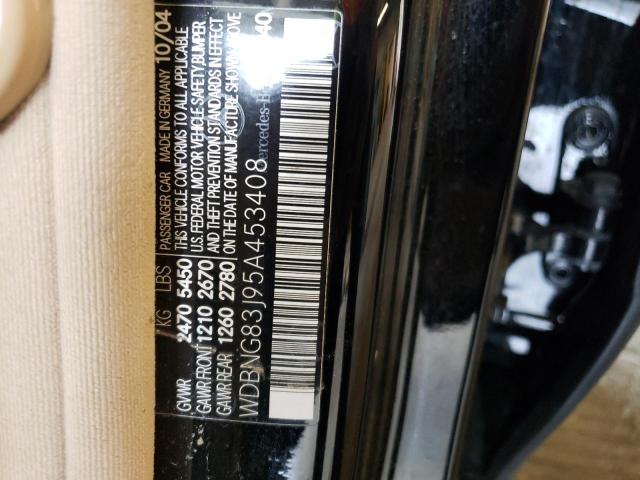 KG LBS PASSENGER CAR MADE IN GERMANY 10/04
GVWR 2470 5450 THIS VEHICLE CONFORMS TO ALL APPLICABLE
GAWR FRONT 1210 2670 U.S. FEDERAL MOTOR VEHICLE SAFETY, BUMPER
AND THEFT PREVENTION STANDARDS IN EFFECT
GAWR REAR 1260 2780 ON THE DATE OF MANUFACTURE SHOWN ABOVE
WDBNG83J95A453408
40